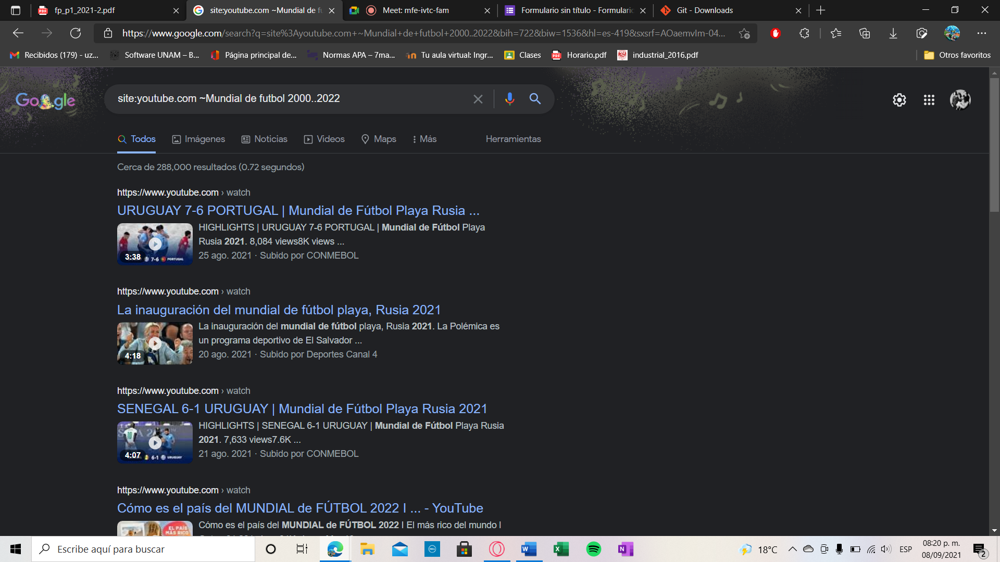 fp_p1_2021-2.pdf
site:youtube.com ~Mundial de fu
Meet: mfe-ivtc-fam
Formulario sin título - Formulario
Git - Downloads
https://www.google.com/search?q=site%3Ayoutube.com+~Mundial+de+futbol+2000..2022&bih=722&biw=1536&hl=es-419&sxsrf=AOaemvIm-04...
Recibidos (179) - uz...
Software UNAM – B...
Página principal de...
Normas APA – 7ma...
Tu aula virtual: Ingr...
Clases
Horario.pdf
industrial_2016.pdf
Otros favoritos
Google
site:youtube.com ~Mundial de futbol 2000..2022
Todos
Imágenes
Noticias
Videos
Maps
Más
Herramientas
Cerca de 288,000 resultados (0.72 segundos)
https://www.youtube.com › watch
URUGUAY 7-6 PORTUGAL | Mundial de Fútbol Playa Rusia ...
HIGHLIGHTS | URUGUAY 7-6 PORTUGAL | Mundial de Fútbol Playa
Rusia 2021. 8,084 views8K views ...
25 ago. 2021 · Subido por CONMEBOL
3:38
7-6 PORTUGAL
https://www.youtube.com › watch
La inauguración del mundial de fútbol playa, Rusia 2021
La inauguración del mundial de fútbol playa, Rusia 2021. La Polémica es
un programa deportivo de El Salvador ...
20 ago. 2021 · Subido por Deportes Canal 4
4:18
https://www.youtube.com › watch
SENEGAL 6-1 URUGUAY | Mundial de Fútbol Playa Rusia 2021
HIGHLIGHTS | SENEGAL 6-1 URUGUAY | Mundial de Fútbol Playa Rusia
2021. 7,633 views7.6K ...
21 ago. 2021 · Subido por CONMEBOL
4:07
6-1 URUGUAY
https://www.youtube.com › watch
Cómo es el país del MUNDIAL de FÚTBOL 2022 I ... - YouTube
Cómo es el país del MUNDIAL de FÚTBOL 2022 I El más rico del mundo I
EL PAÍS
MÁS RICO
Escribe aquí para buscar
18°C
ESP
08:20 p. m.
08/09/2021
2